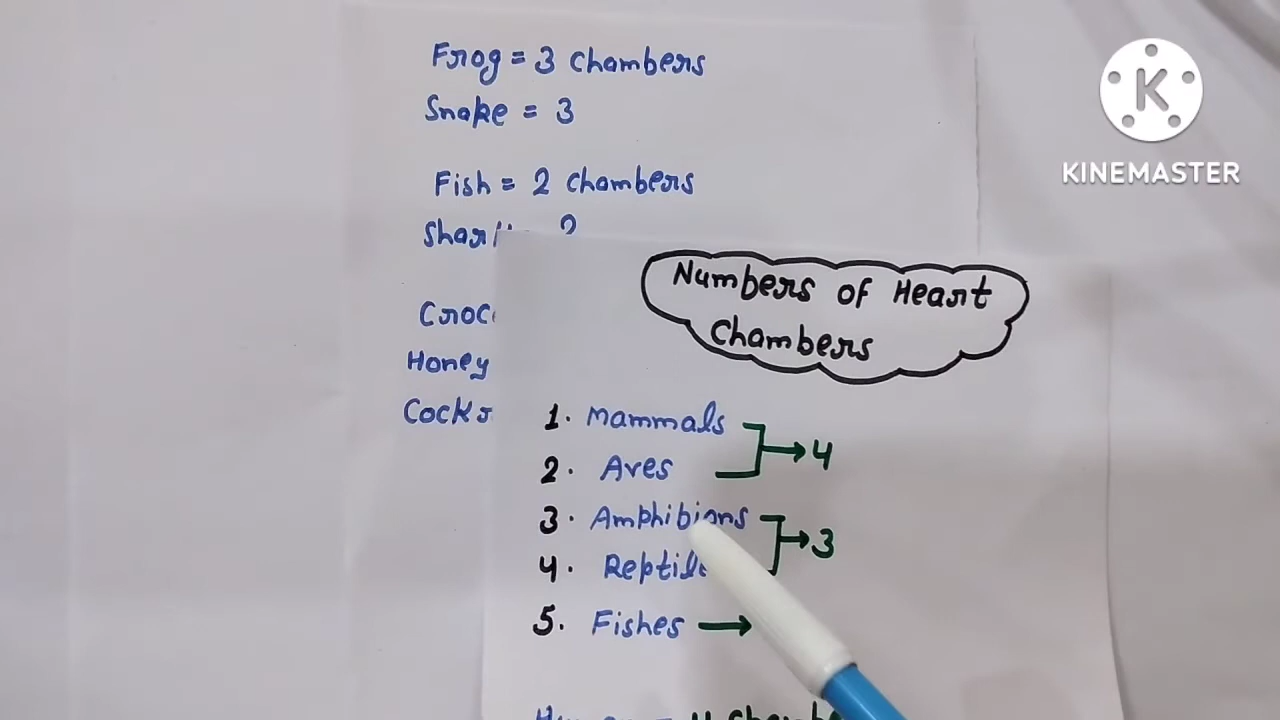 Frog = 3 Chambers
Snake = 3
Fish = 2 Chambers
KINEMASTER
Numbers of Heart
Chambers
Honey
1. Mammals
2. Aves
→ 4
3. Amphibians
4.
→ 3
5. Fishes →